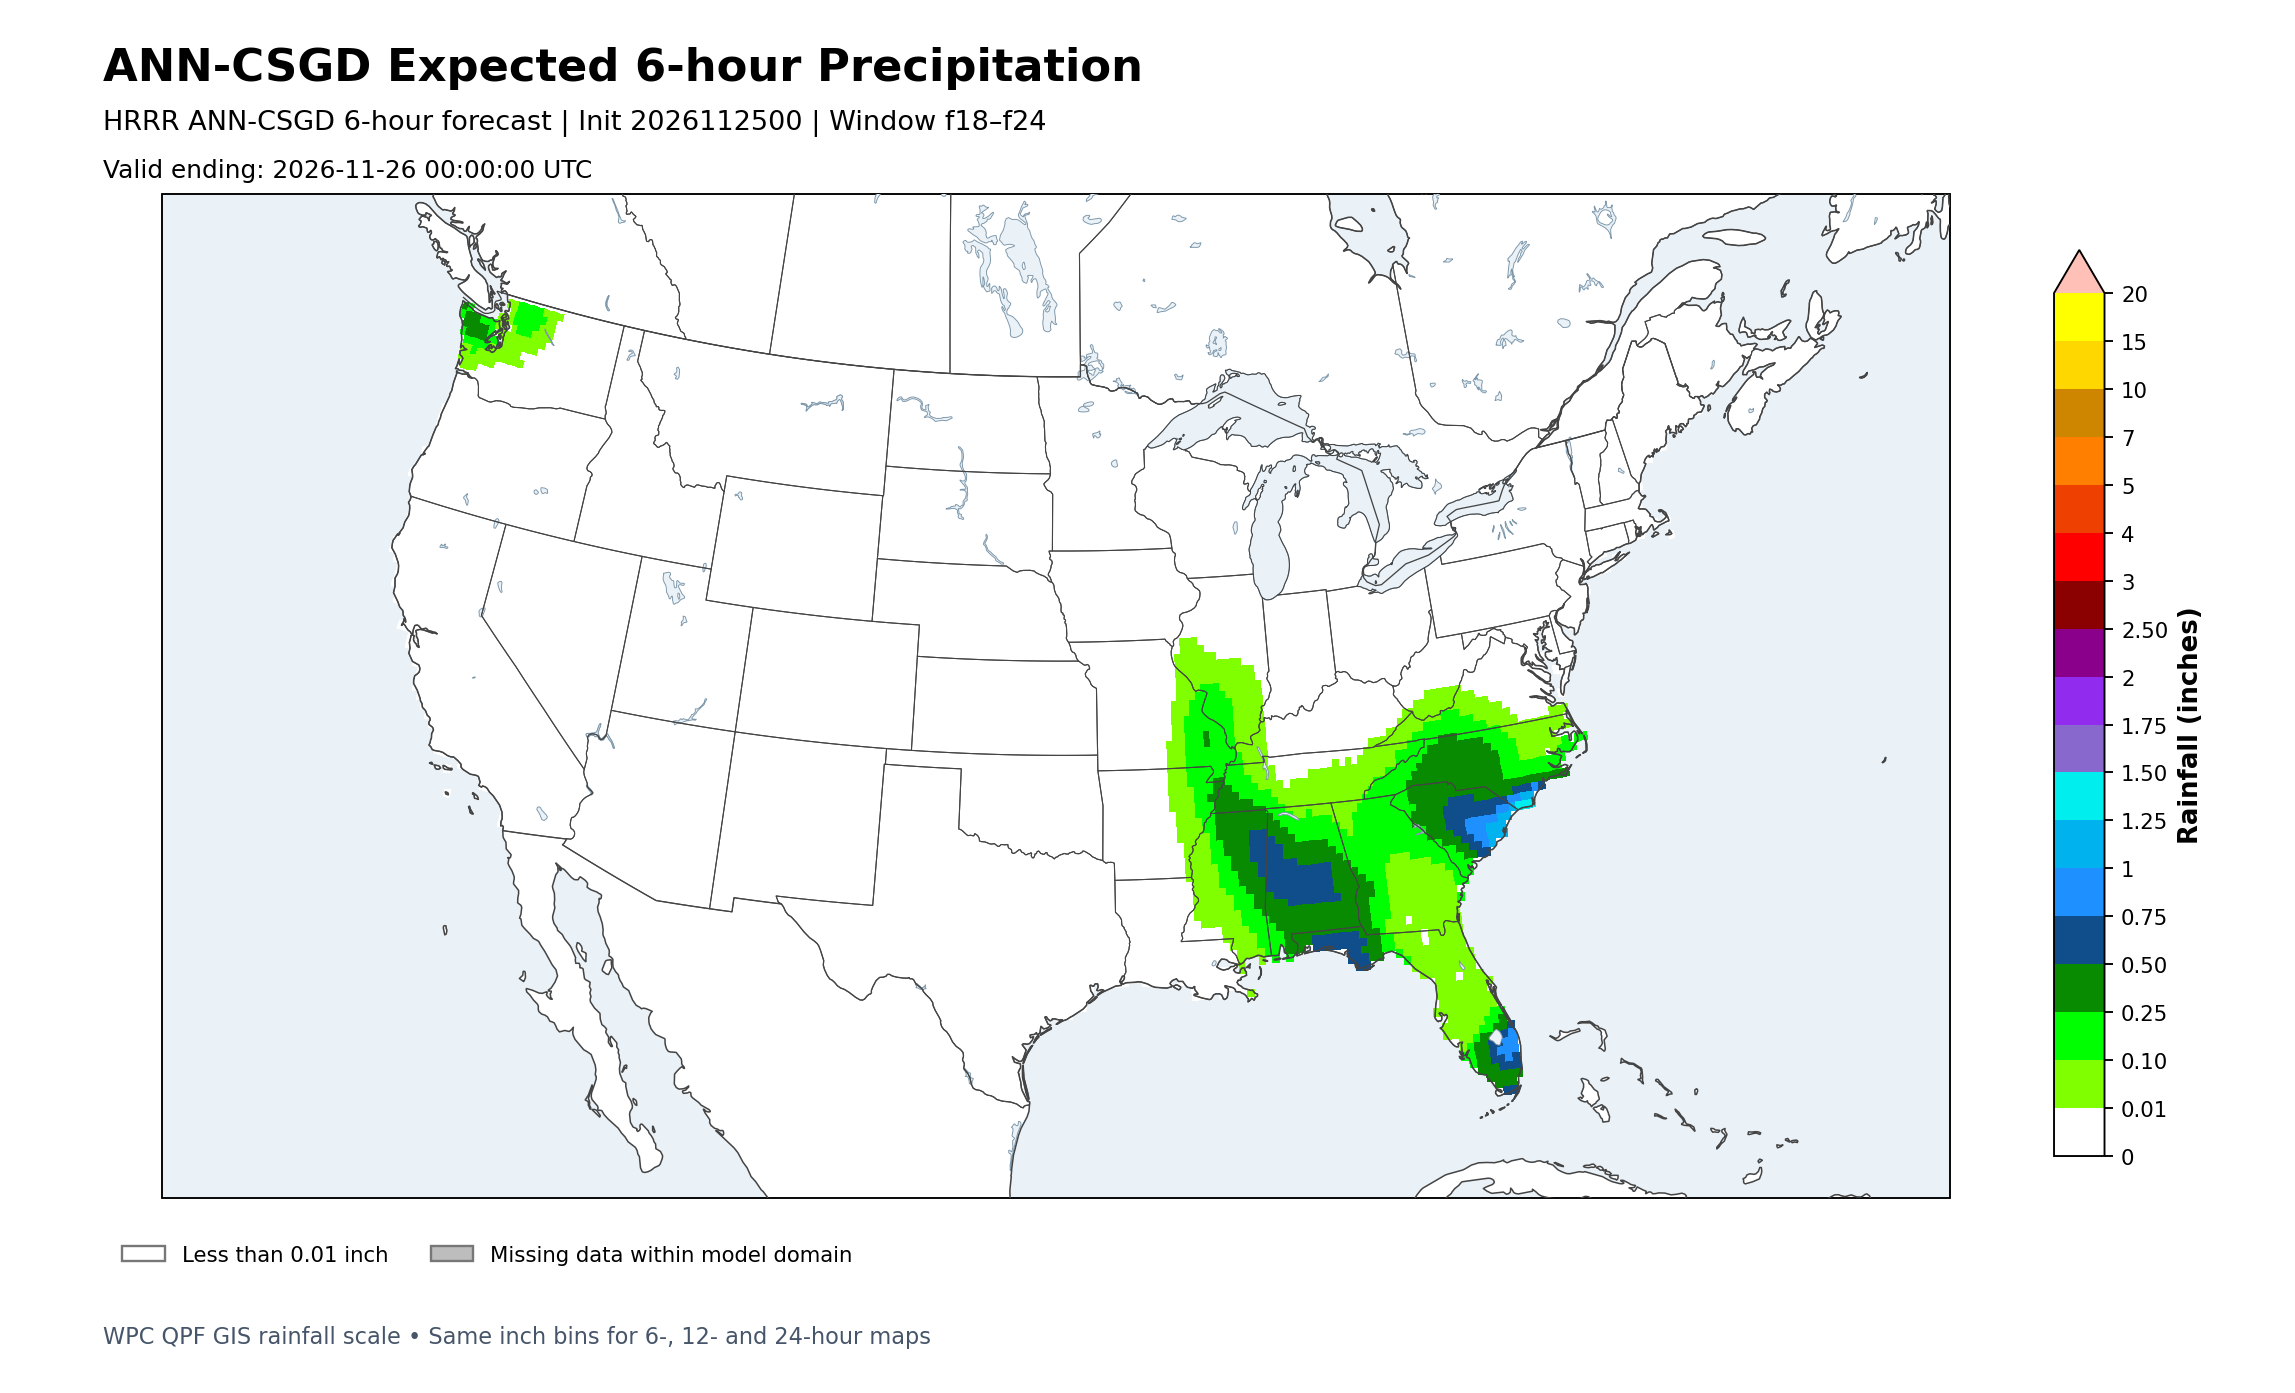 ANN-CSGD Expected 6-hour Precipitation
HRRR ANN-CSGD 6-hour forecast | Init 2026112500 | Window f18–f24
Valid ending: 2026-11-26 00:00:00 UTC
20
15
10
7
5
4
3
2.50
2
1.75
1.50
1.25
1
0.75
0.50
0.25
0.10
0.01
0
Rainfall (inches)
Less than 0.01 inch
Missing data within model domain
WPC QPF GIS rainfall scale • Same inch bins for 6-, 12- and 24-hour maps